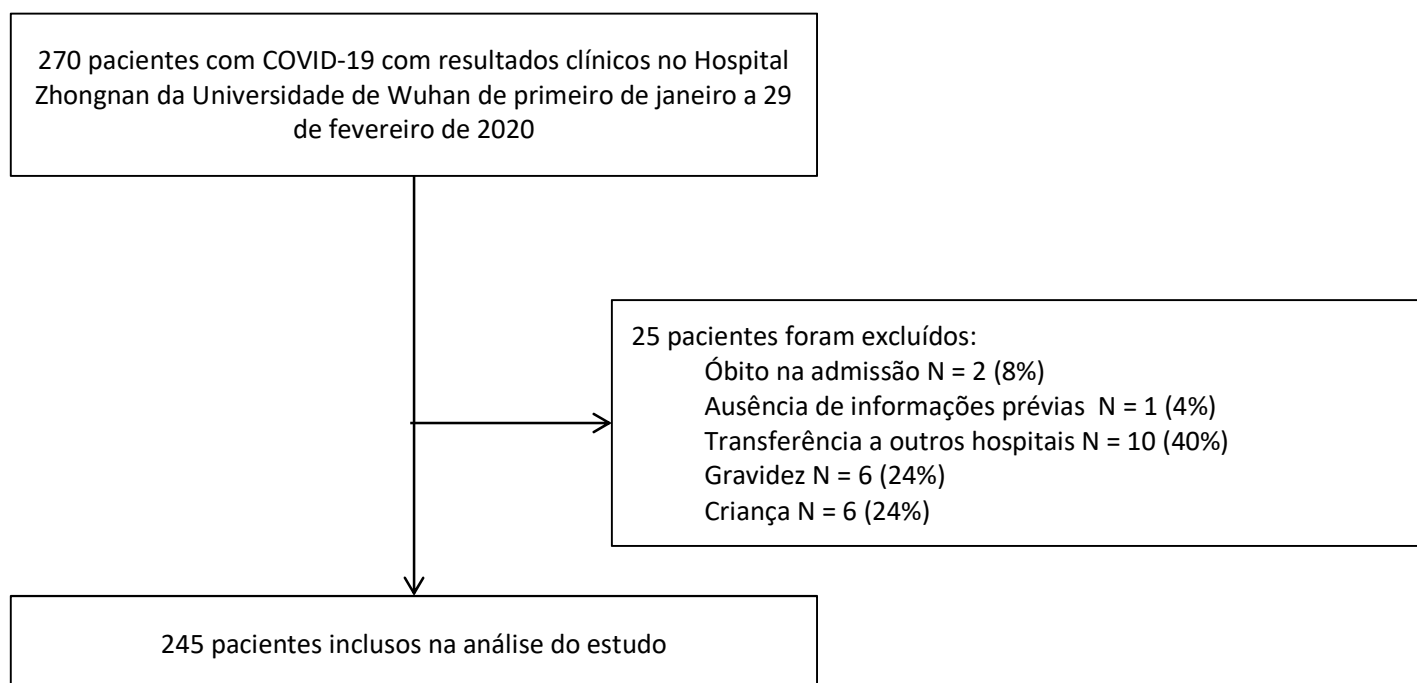 270 pacientes com COVID-19 com resultados clínicos no Hospital
Zhongnan da Universidade de Wuhan de primeiro de janeiro a 29
de fevereiro de 2020
25 pacientes foram excluídos:
Óbito na admissão N = 2 (8%)
Ausência de informações prévias N = 1 (4%)
Transferência a outros hospitais N = 10 (40%)
Gravidez N = 6 (24%)
Criança N = 6 (24%)
245 pacientes inclusos na análise do estudo